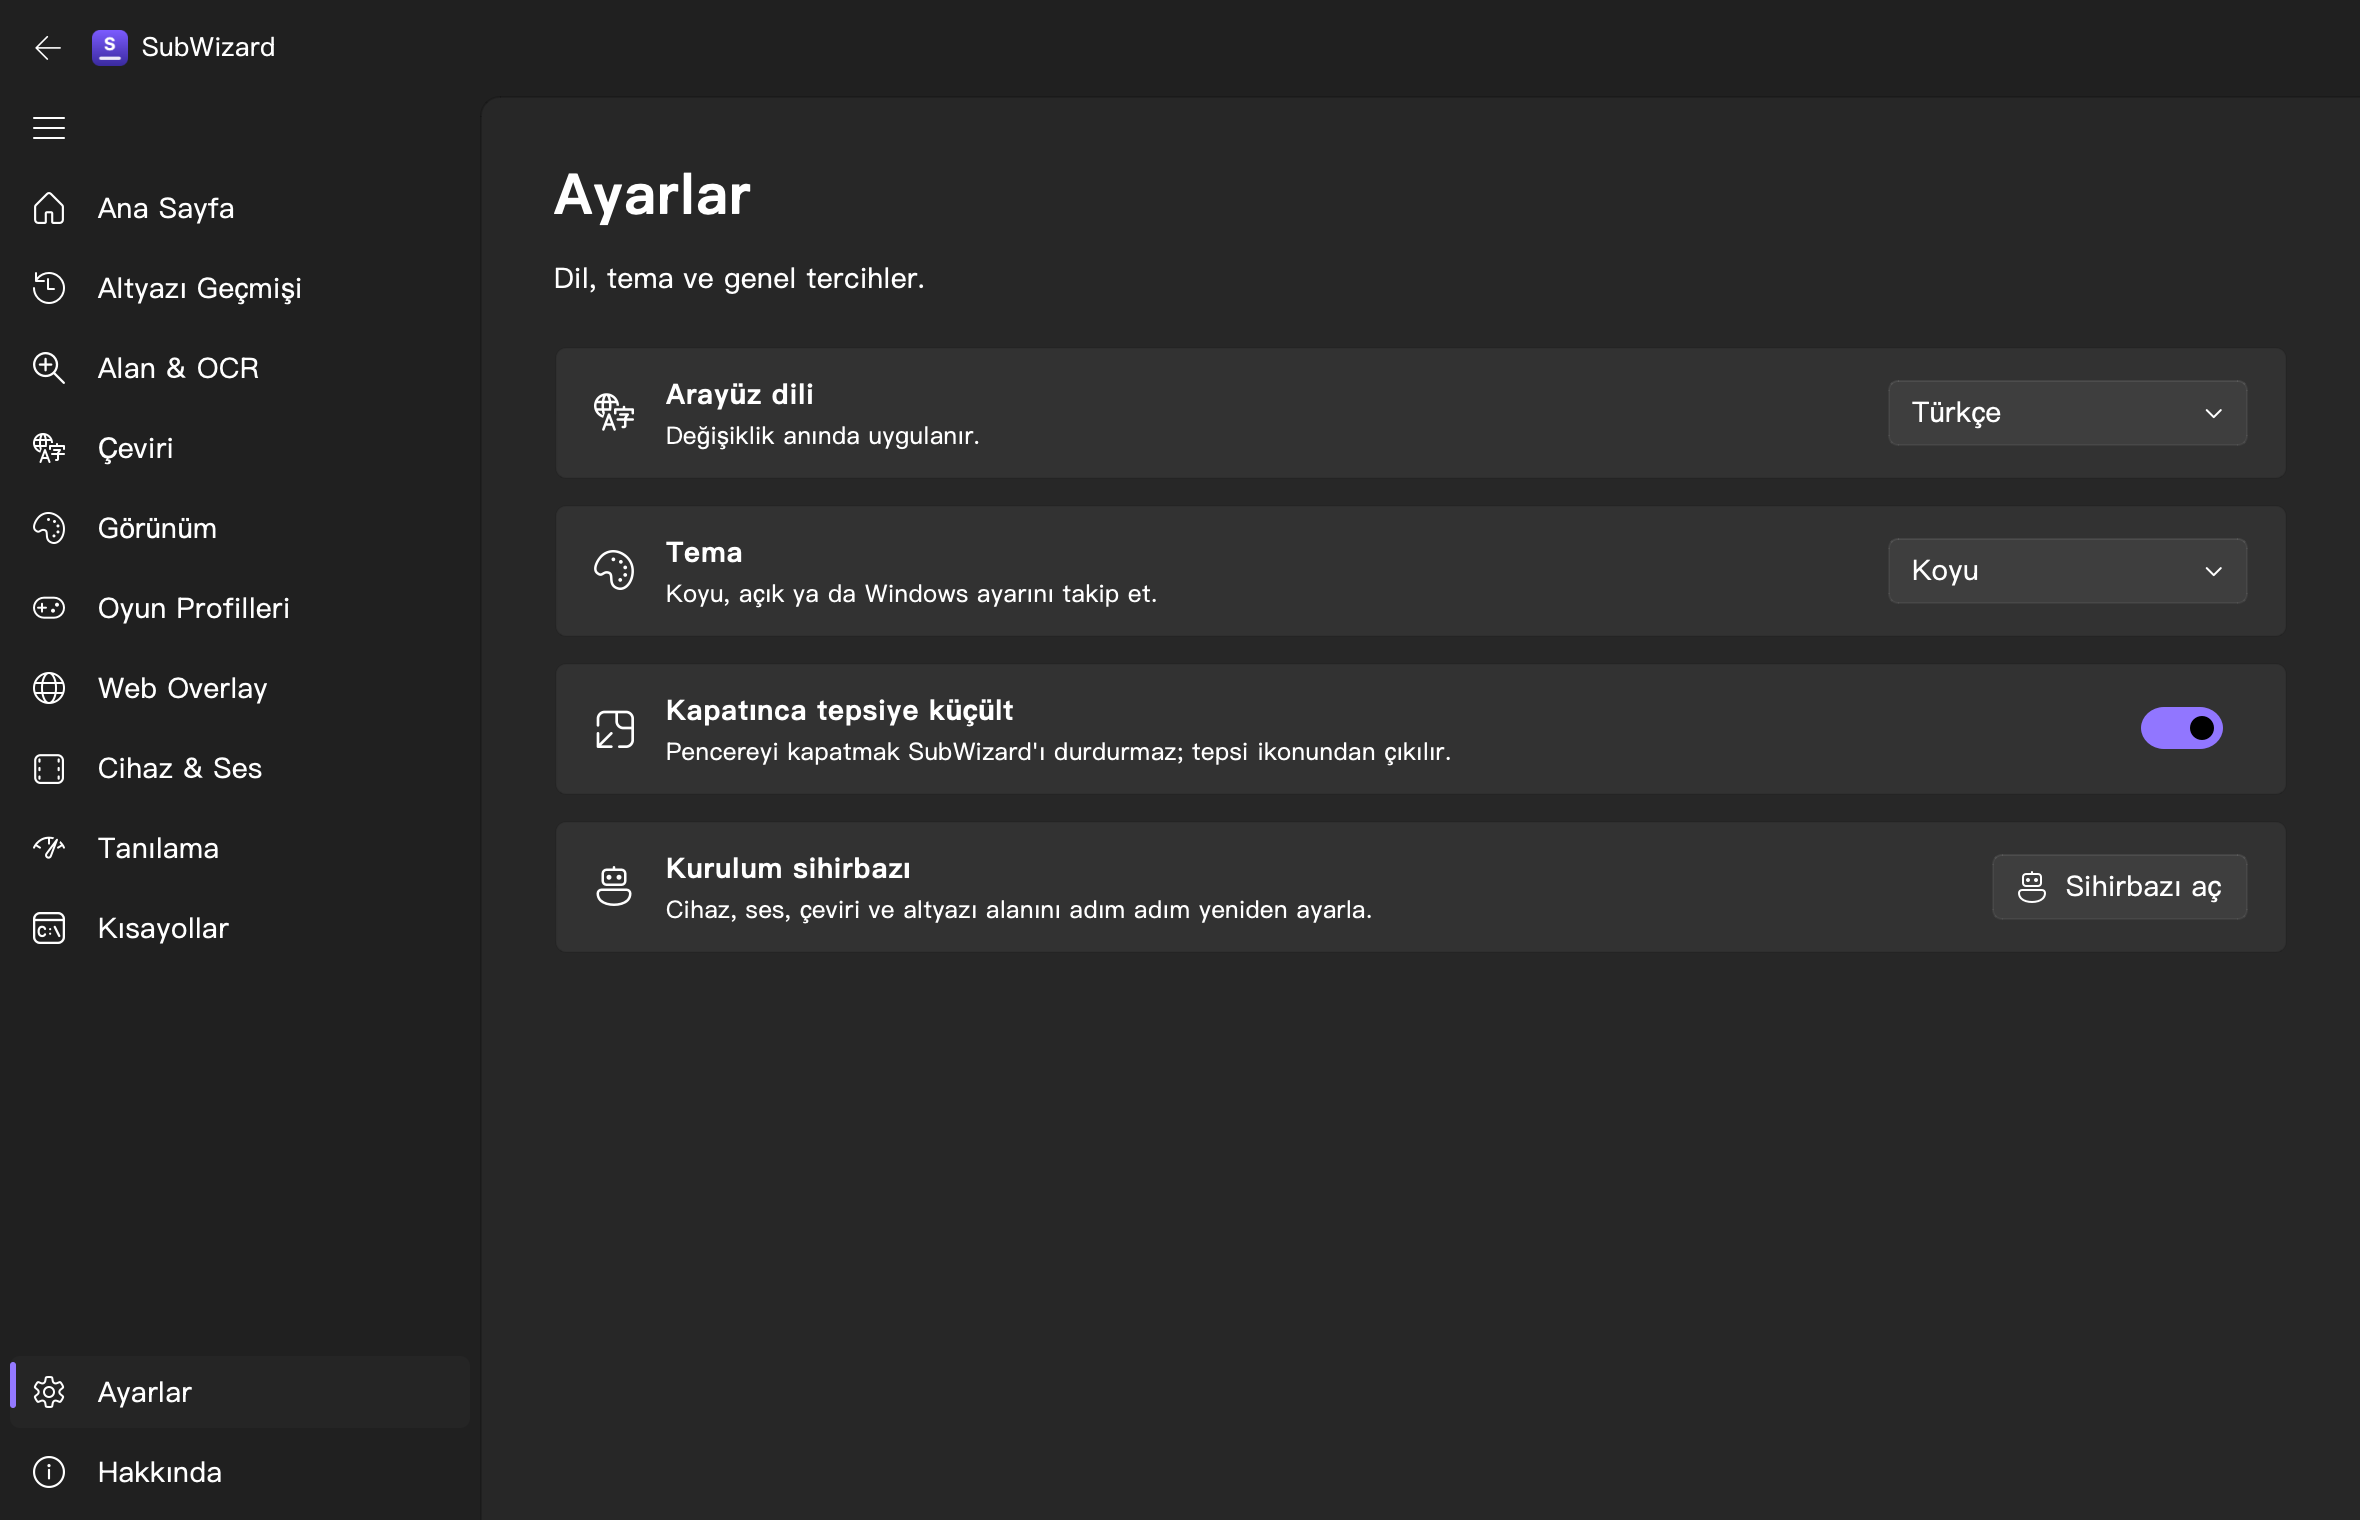 SubWizard
Ana Sayfa
Altyazı Geçmişi
Alan & OCR
Çeviri
Görünüm
Oyun Profilleri
Web Overlay
Cihaz & Ses
Tanılama
Kısayollar
Ayarlar
Hakkında
Ayarlar
Dil, tema ve genel tercihler.
Arayüz dili
Değişiklik anında uygulanır.
Türkçe
Tema
Koyu, açık ya da Windows ayarını takip et.
Koyu
Kapatınca tepsiye küçült
Pencereyi kapatmak SubWizard'ı durdurmaz; tepsi ikonundan çıkılır.
Kurulum sihirbazı
Cihaz, ses, çeviri ve altyazı alanını adım adım yeniden ayarla.
Sihirbazı aç